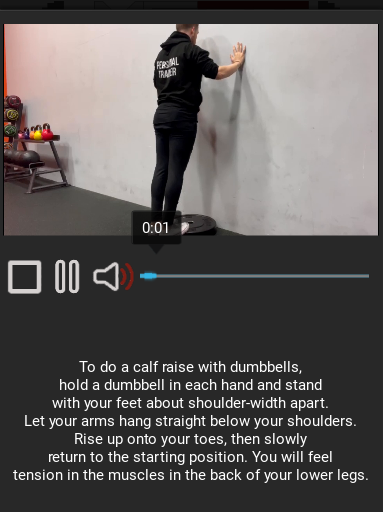 PERSONAL
TRAINER
0:01
To do a calf raise with dumbbells,
hold a dumbbell in each hand and stand
with your feet about shoulder-width apart.
Let your arms hang straight below your shoulders.
Rise up onto your toes, then slowly
return to the starting position. You will feel
tension in the muscles in the back of your lower legs.